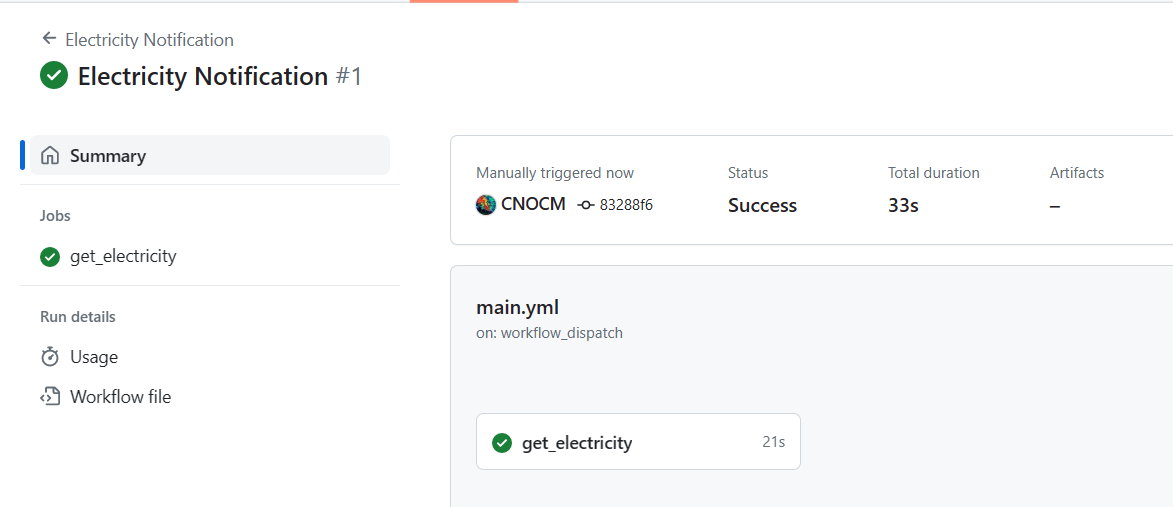 Electricity Notification
Electricity Notification #1
Summary
Jobs
get_electricity
Run details
Usage
Workflow file
Manually triggered now
CNOCM 83288f6
Status
Success
Total duration
33s
Artifacts
–
main.yml
on: workflow_dispatch
get_electricity 21s